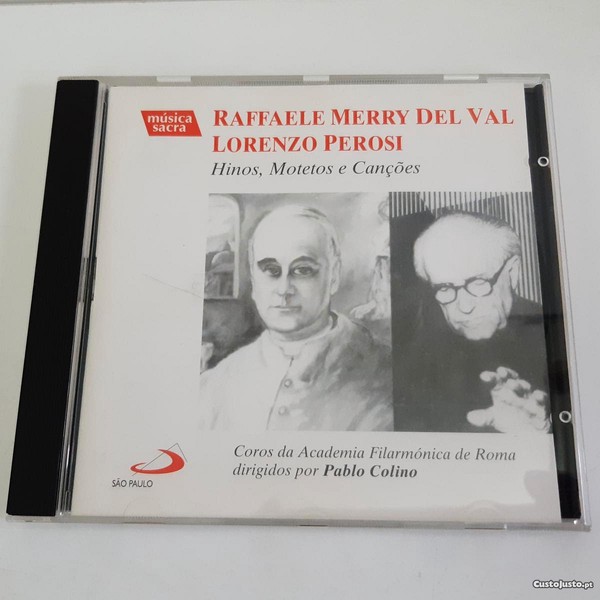 música
sacra
RAFFAELE MERRY DEL VAL
LORENZO PEROSI
Hinos, Motetos e Canções
Coros da Academia Filarmónica de Roma
dirigidos por Pablo Colino
SÃO PAULO
CustoJusto.pt